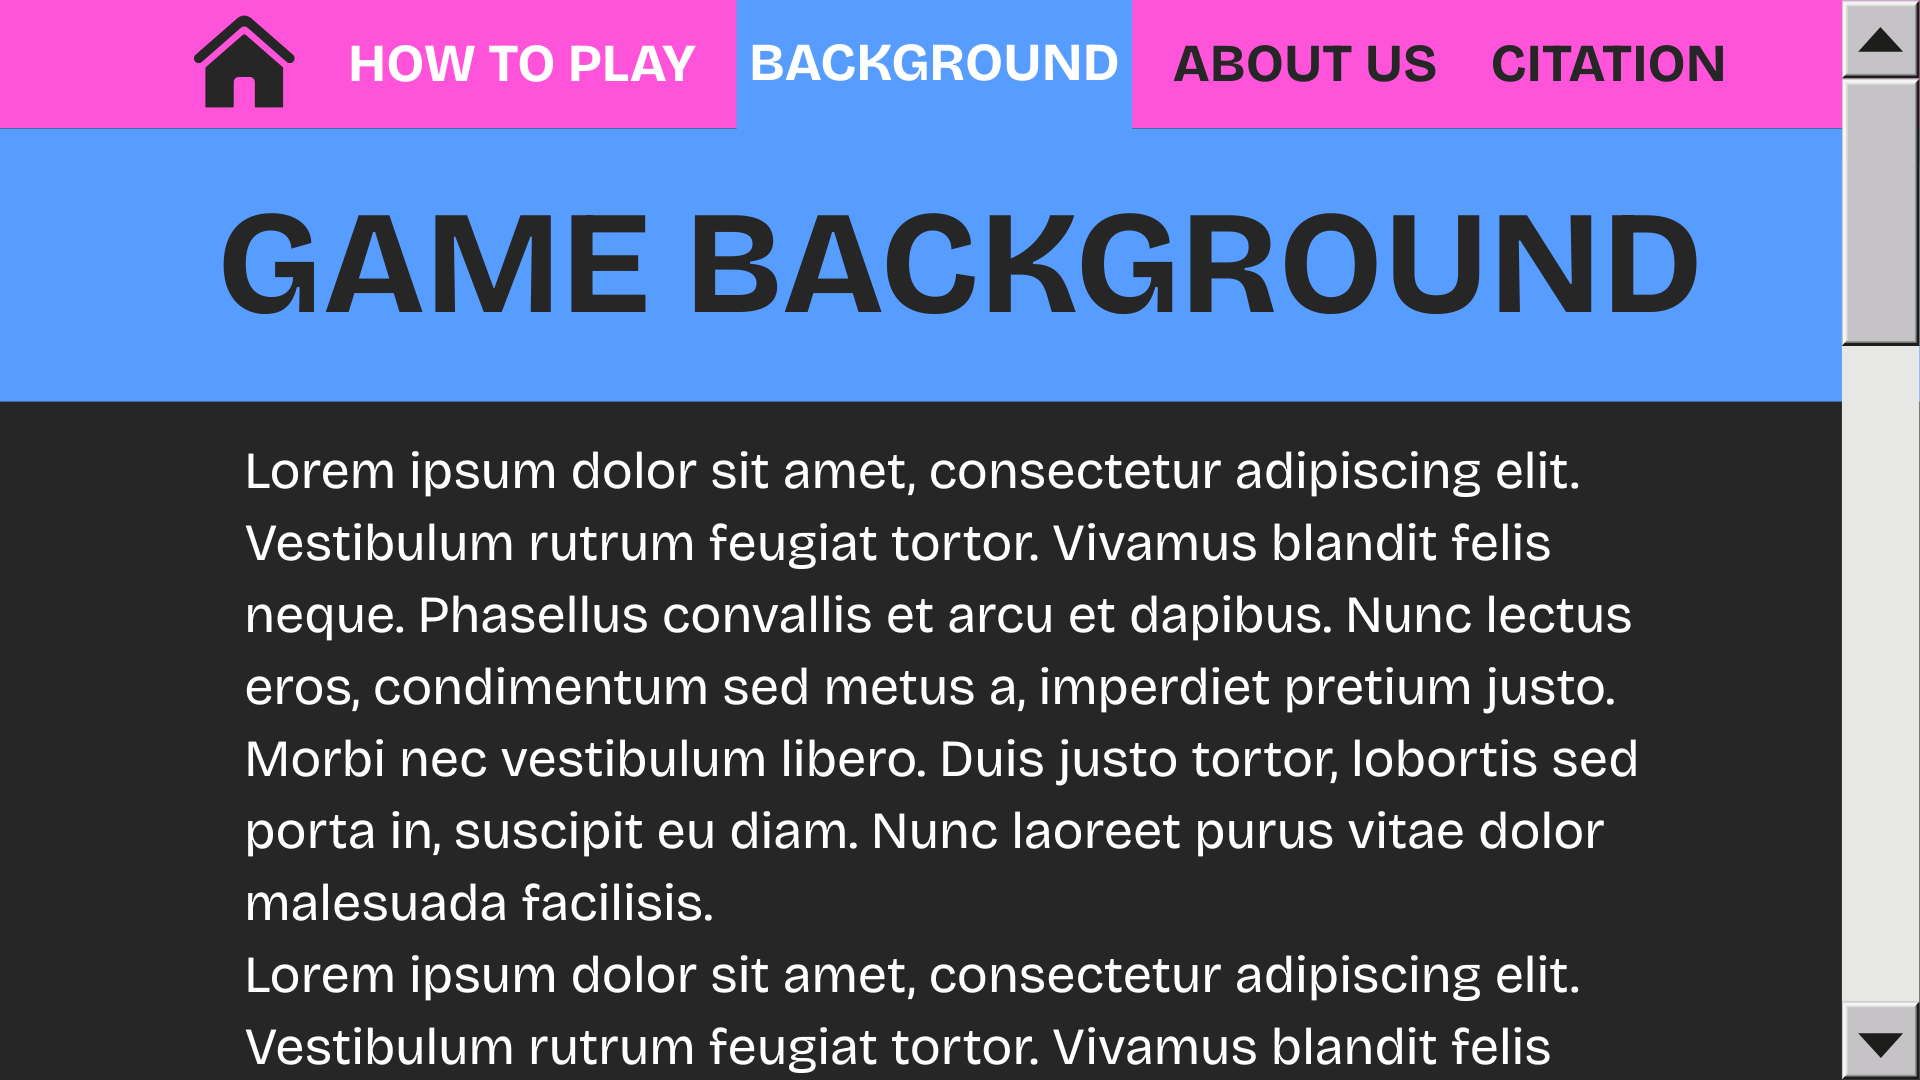 HOW TO PLAY BACKGROUND ABOUT US CITATION
GAME BACKGROUND
Lorem ipsum dolor sit amet, consectetur adipiscing elit.
Vestibulum rutrum feugiat tortor. Vivamus blandit felis
neque. Phasellus convallis et arcu et dapibus. Nunc lectus
eros, condimentum sed metus a, imperdiet pretium justo.
Morbi nec vestibulum libero. Duis justo tortor, lobortis sed
porta in, suscipit eu diam. Nunc laoreet purus vitae dolor
malesuada facilisis.
Lorem ipsum dolor sit amet, consectetur adipiscing elit.
Vestibulum rutrum feugiat tortor. Vivamus blandit felis